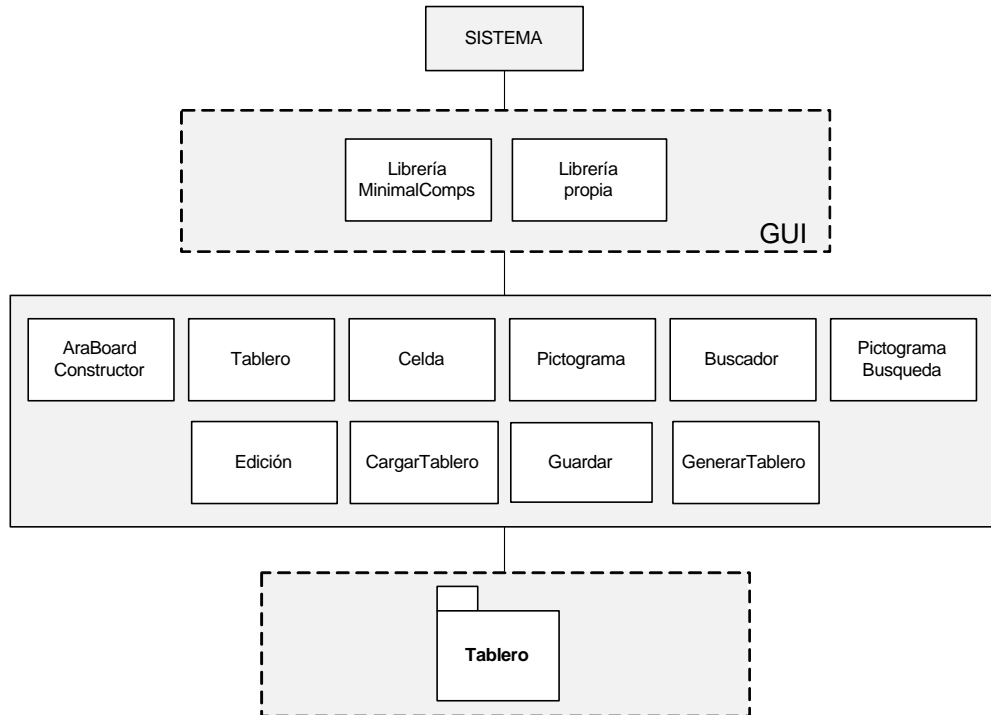 SISTEMA
Librería
MinimalComps
Librería
propia
GUI
AraBoard
Constructor
Tablero
Celda
Pictograma
Buscador
Pictograma
Busqueda
Edición
CargarTablero
Guardar
GenerarTablero
Tablero